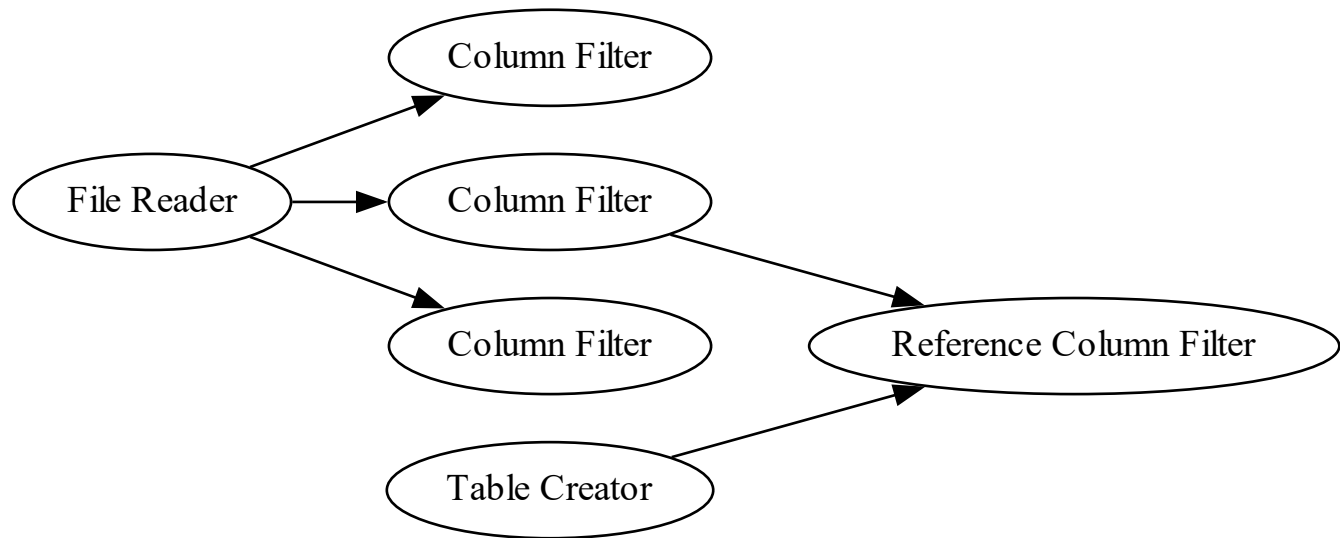 Column Filter
File Reader
Column Filter
Column Filter
Reference Column Filter
Table Creator